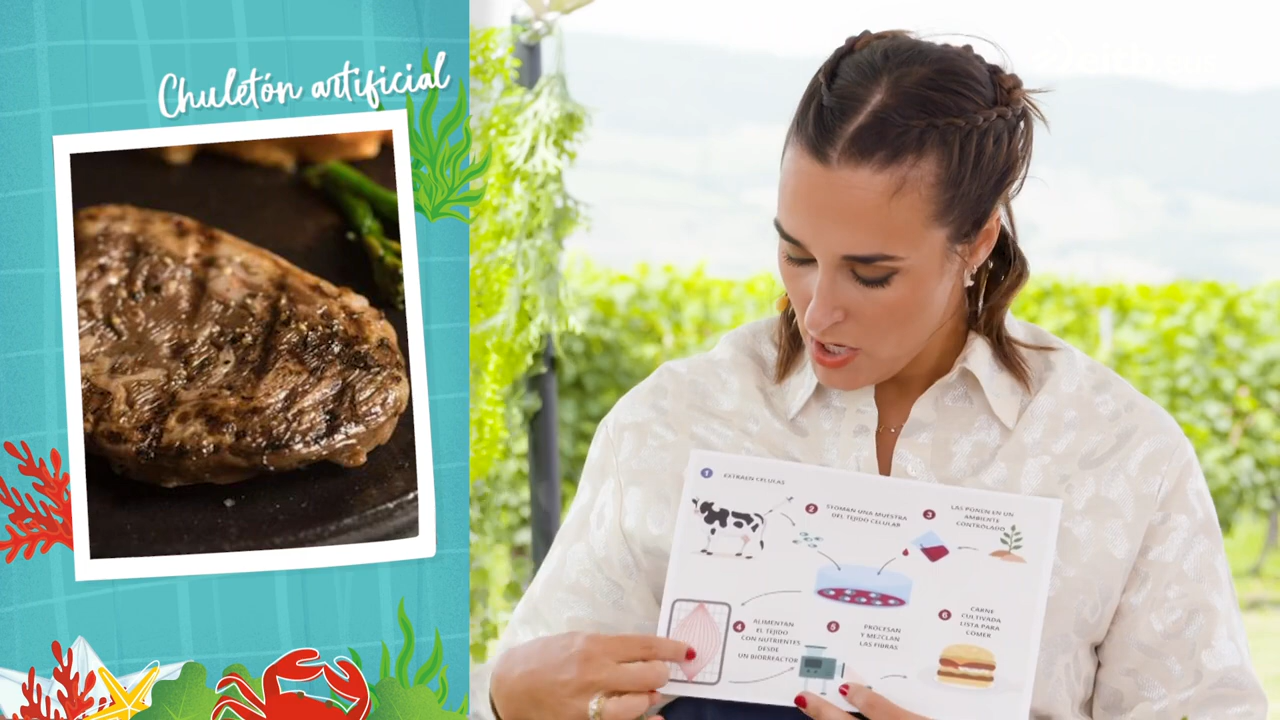 Chuletón artificial
1 EXTRAEN CÉLULAS
2 TLOMAN UNA MUESTRA
DEL TEJIDO CELULAR
3 LAS PONEN EN UN
AMBIENTE
CONTROLADO
4 ALIMENTAN
EL TEJIDO
CON NUTRIENTES
DESDE
UN BIORREACTOR
5 PROCESAN
Y MEZCLAN
LAS FIBRAS
6 CARNE
CULTIVADA
LISTA PARA
COMER